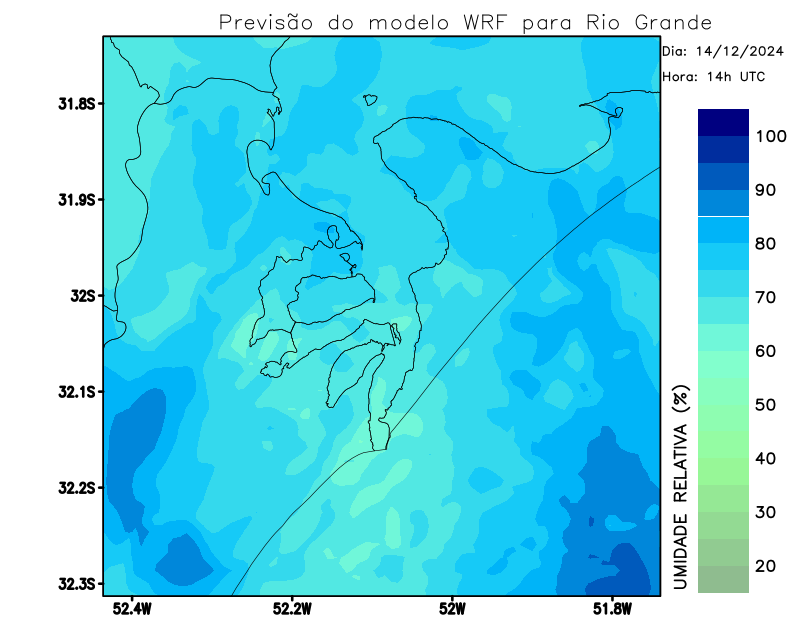 Previsão do modelo WRF para Rio Grande
Dia: 14/12/2024
Hora: 14h UTC
31.8S
31.9S
32S
32.1S
32.2S
32.3S
52.4W
52.2W
52W
51.8W
100
90
80
70
60
50
40
30
20
UMIDADE RELATIVA (%)